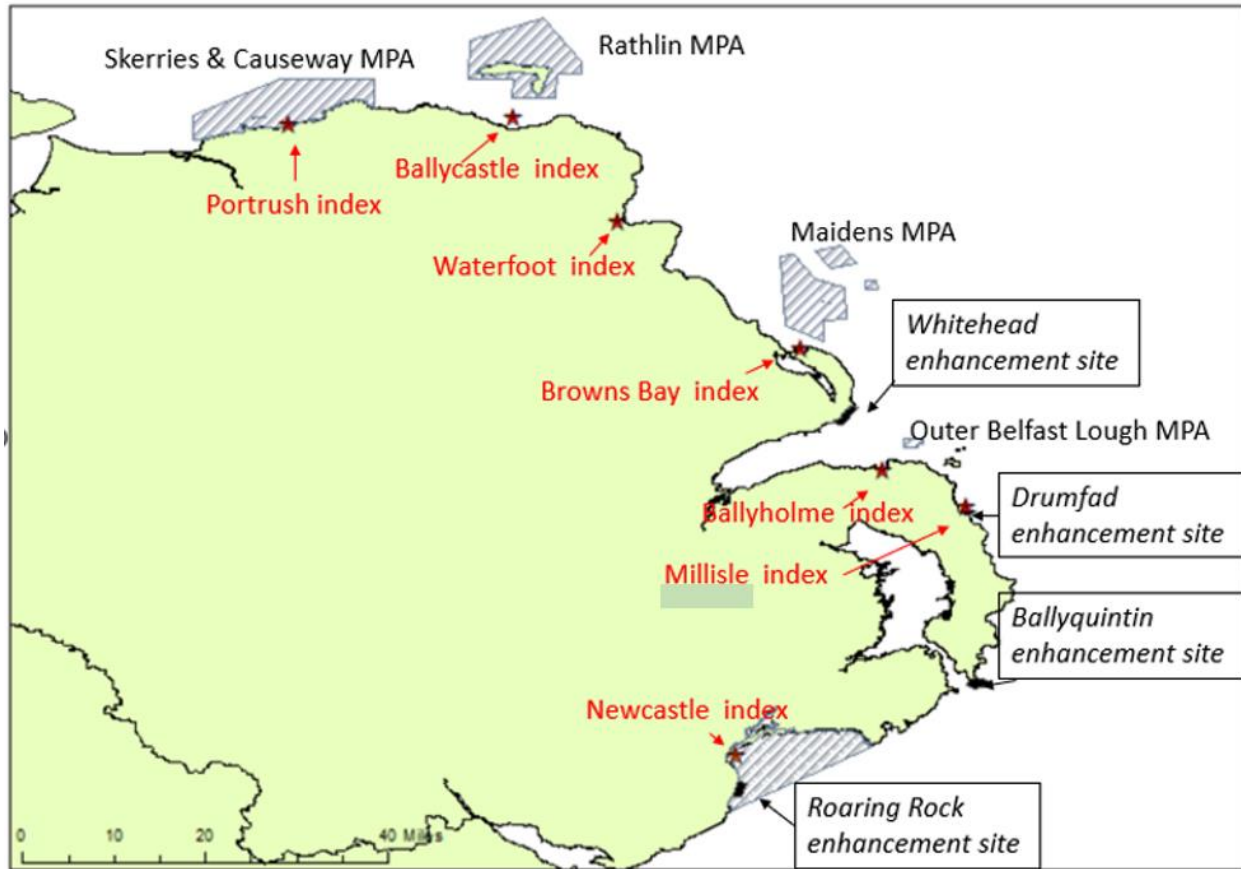 Rathlin MPA
Skerries & Causeway MPA
Ballycastle index
Portrush index
Waterfoot index
Maidens MPA
Whitehead
enhancement site
Browns Bay index
Outer Belfast Lough MPA
Drumfad
enhancement site
Ballyholme index
Millisle index
Ballyquintin
enhancement site
Newcastle index
Roaring Rock
enhancement site
0 10 20 40 Miles